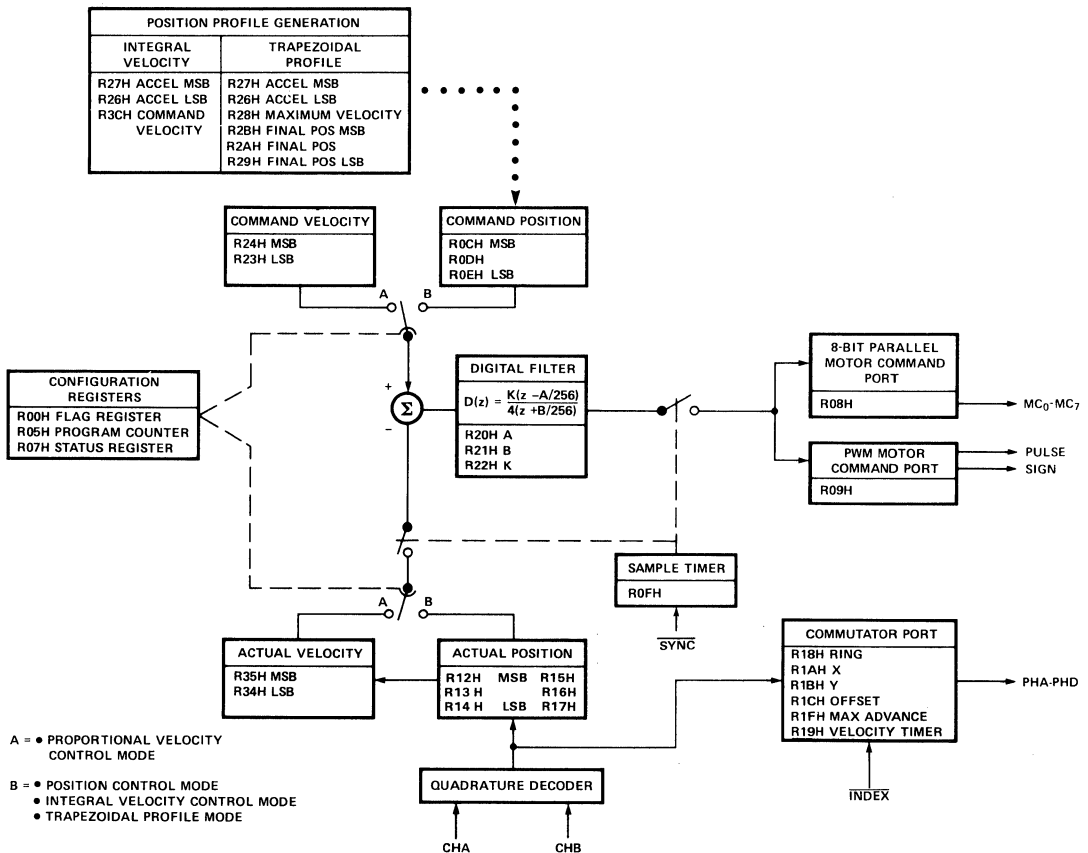 POSITION PROFILE GENERATION
INTEGRAL
VELOCITY
R27H ACCEL MSB
R26H ACCEL LSB
R3CH COMMAND
VELOCITY
TRAPEZOIDAL
PROFILE
R27H ACCEL MSB
R26H ACCEL LSB
R28H MAXIMUM VELOCITY
R2BH FINAL POS MSB
R2AH FINAL POS
R29H FINAL POS LSB
COMMAND VELOCITY
R24H MSB
R23H LSB
COMMAND POSITION
R0CH MSB
R0DH
R0EH LSB
A
B
CONFIGURATION
REGISTERS
R00H FLAG REGISTER
R05H PROGRAM COUNTER
R07H STATUS REGISTER
+
Σ
−
DIGITAL FILTER
D(z) = K(z −A/256)
4(z +B/256)
R20H A
R21H B
R22H K
8-BIT PARALLEL
MOTOR COMMAND
PORT
R08H
MC0-MC7
PWM MOTOR
COMMAND PORT
R09H
PULSE
SIGN
SAMPLE TIMER
R0FH
SYNC
A
B
ACTUAL VELOCITY
R35H MSB
R34H LSB
ACTUAL POSITION
R12H MSB R15H
R13 H R16H
R14 H LSB R17H
COMMUTATOR PORT
R18H RING
R1AH X
R1BH Y
R1CH OFFSET
R1FH MAX ADVANCE
R19H VELOCITY TIMER
PHA-PHD
INDEX
QUADRATURE DECODER
CHA
CHB
A = • PROPORTIONAL VELOCITY
CONTROL MODE
B = • POSITION CONTROL MODE
• INTEGRAL VELOCITY CONTROL MODE
• TRAPEZOIDAL PROFILE MODE